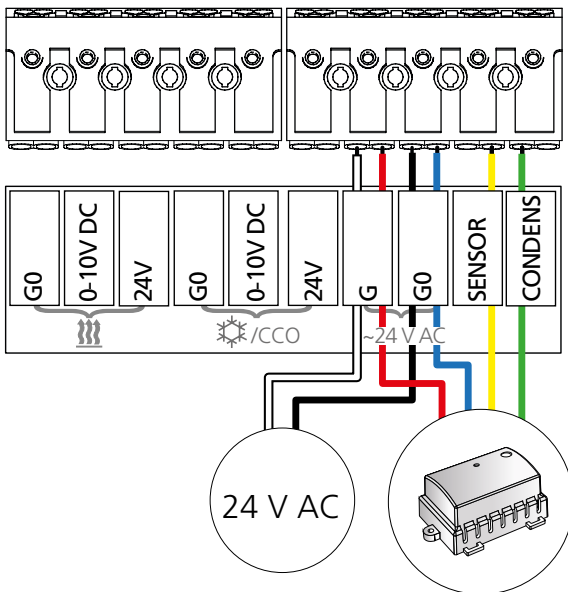 G0
0-10V DC
24V
G0
0-10V DC
24V
G
G0
SENSOR
CONDENS
/CCO
~24 V AC
24 V AC